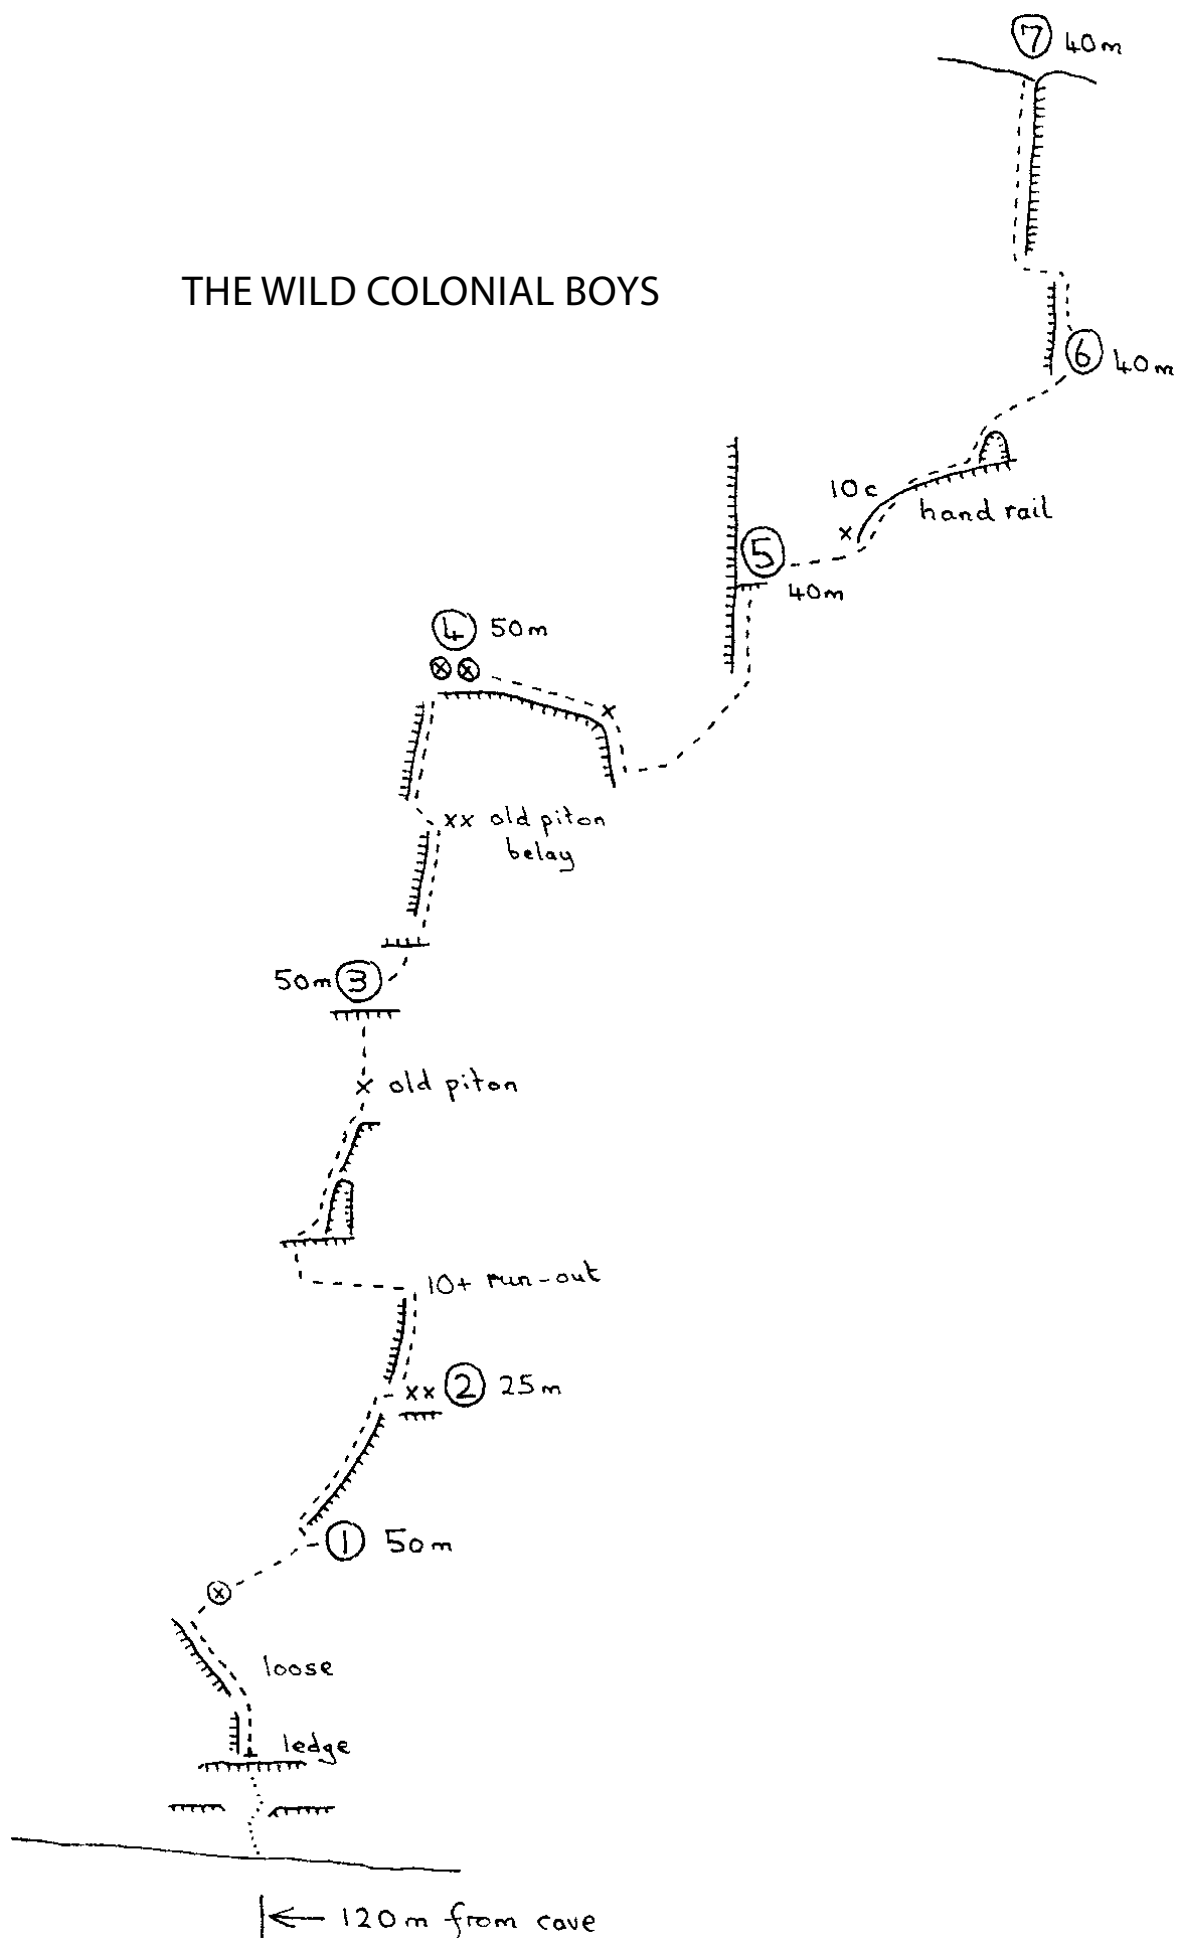 7 40m
THE WILD COLONIAL BOYS
6 40m
10c
x hand rail
5
40m
4 50m
x x
x
xx old piton
belay
50m 3
x old piton
10+ run-out
xx 2 25m
1 50m
x
loose
ledge
120m from cave